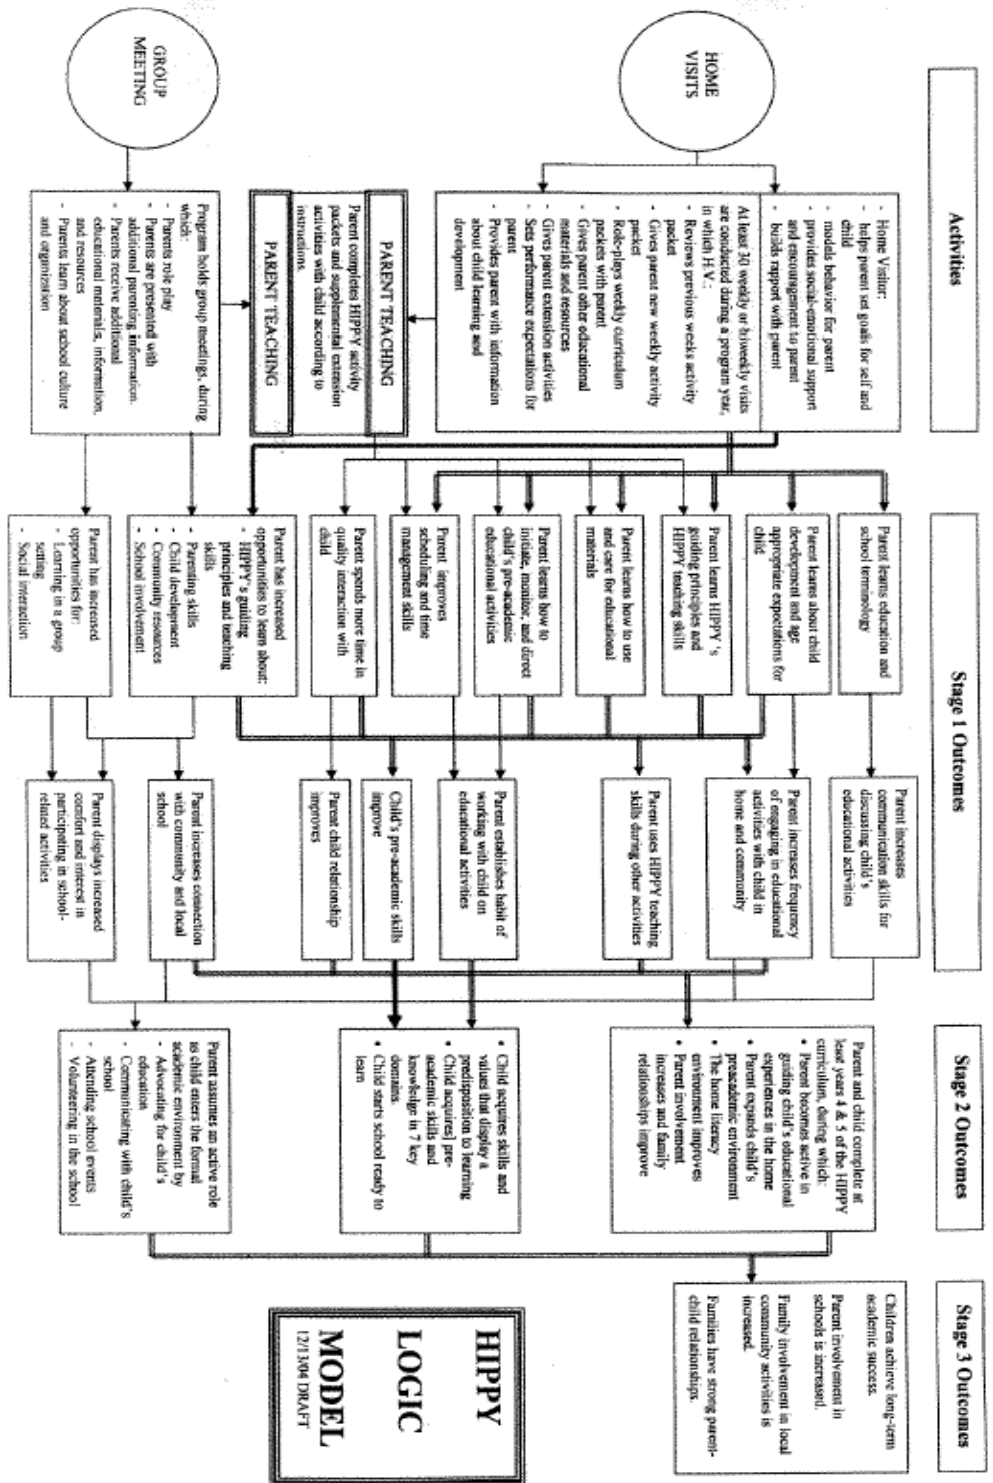 Activities
Stage 1 Outcomes
Stage 2 Outcomes
Stage 3 Outcomes
HOME
VISITS
- Home Visitor:
- helps parent set goals for self and
child
- models behavior for parent
- provides social-emotional support
and encouragement to parent
- builds rapport with parent
At least 30 weekly or biweekly visits
are conducted during a program year,
in which H.V.:
- Reviews previous weeks activity
packet
- Gives parent new weekly activity
packet
- Role-plays weekly curriculum
packets with parent
- Gives parent other educational
materials and resources
- Gives parent extension activities
- Sets performance expectations for
parent
- Provides parent with information
about child learning and
development
PARENT TEACHING
Parent completes HIPPY activity
packets and supplemental extension
activities with child according to
instructions.
PARENT TEACHING
GROUP
MEETING
Program holds group meetings, during
which:
- Parents role play
- Parents are presented with
additional parenting information.
- Parents receive additional
educational materials, information,
and resources
- Parents learn about school culture
and organization
Parent learns education and
school terminology
Parent learns about child
development and age
appropriate expectations for
child
Parent learns HIPPY 's
guiding principles and
HIPPY teaching skills
Parent learns how to use
and care for educational
materials
Parent learns how to
initiate, monitor, and direct
child's pre-academic
educational activities
Parent improves
scheduling and time
management skills
Parent spends more time in
quality interaction with
child
Parent has increased
opportunities to learn about:
- HIPPY's guiding
principles and teaching
skills
- Parenting skills
- Child development
- Community resources
- School involvement
Parent has increased
opportunities for:
- Learning in a group
setting
- Social interaction
Parent increases
communication skills for
discussing child's
educational activities
Parent increases frequency
of engaging in educational
activities with child in
home and community
Parent uses HIPPY teaching
skills during other activities
Parent establishes habit of
working with child on
educational activities
Child's pre-academic skills
improve
Parent child relationship
improves
Parent increases connection
with community and local
school
Parent displays increased
comfort and interest in
participating in school-
related activities
Parent and child complete at
least years 4 & 5 of the HIPPY
curriculum, during which:
• Parent becomes active in
guiding child's educational
experiences in the home
• Parent expands child's
preacademic environment
• The home literacy
environment improves
• Parent involvement
increases and family
relationships improve
• Child acquires skills and
values that display a
predisposition to learning
• Child acquires] pre-
academic skills and
knowledge in 7 key
domains.
• Child starts school ready to
learn
Parent assumes an active role
as child enters the formal
academic environment by
- Advocating for child's
education
- Communicating with child's
school
- Attending school events
- Volunteering in the school
Children achieve long-term
academic success.
Parent involvement in
schools is increased.
Family involvement in local
community activities is
increased.
Families have strong parent-
child relationships.
HIPPY
LOGIC
MODEL
12/13/04 DRAFT